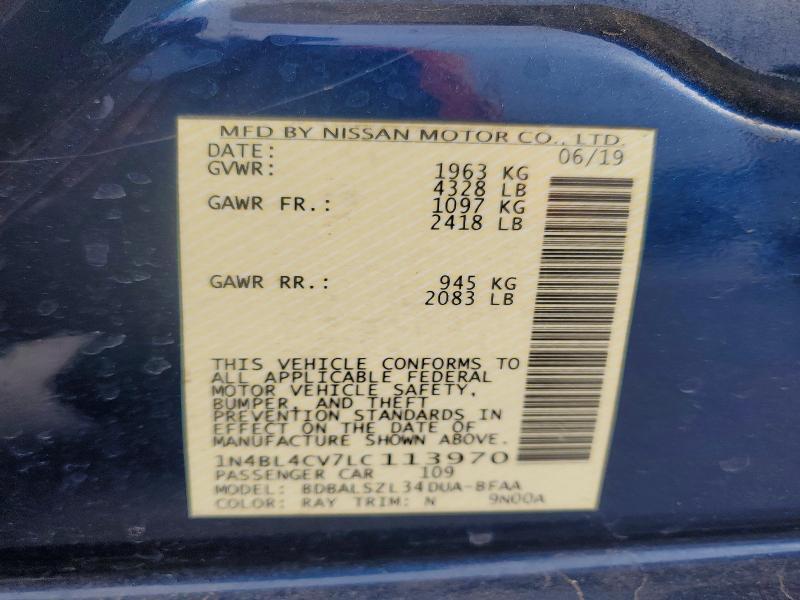 MFD BY NISSAN MOTOR CO., LTD.
DATE: 06/19
GVWR: 1963 KG
4328 LB
GAWR FR.: 1097 KG
2418 LB
GAWR RR.: 945 KG
2083 LB
THIS VEHICLE CONFORMS TO
ALL APPLICABLE FEDERAL
MOTOR VEHICLE SAFETY,
BUMPER, AND THEFT
PREVENTION STANDARDS IN
EFFECT ON THE DATE OF
MANUFACTURE SHOWN ABOVE.
1N4BL4CV7LC113970
PASSENGER CAR 109
MODEL: BDBALSZL34DUA-BFAA
COLOR: RAY TRIM: N 9N00A